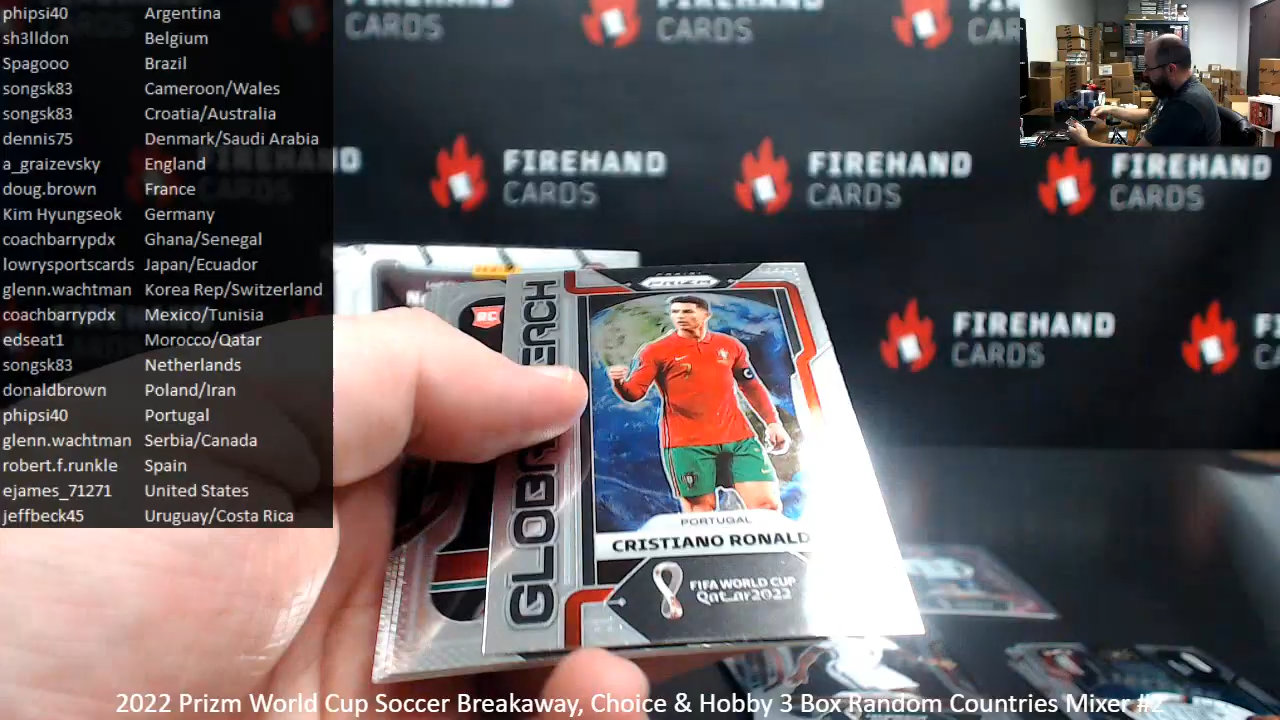 phipsi40 Argentina
sh3lldon Belgium
Spagooo Brazil
songsk83 Cameroon/Wales
songsk83 Croatia/Australia
dennis75 Denmark/Saudi Arabia
a_graizevsky England
doug.brown France
Kim Hyungseok Germany
coachbarrypdx Ghana/Senegal
lowrysportscards Japan/Ecuador
glenn.wachtman Korea Rep/Switzerland
coachbarrypdx Mexico/Tunisia
edseat1 Morocco/Qatar
songsk83 Netherlands
donaldbrown Poland/Iran
phipsi40 Portugal
glenn.wachtman Serbia/Canada
robert.f.runkle Spain
ejames_71271 United States
jeffbeck45 Uruguay/Costa Rica
CARDS
CARDS
FIREHAND
CARDS
FIREHAND
CARDS
FIREHAND
CARDS
FIREHAND
CARDS
RC
PRIZM
PORTUGAL
CRISTIANO RONALD
FIFA WORLD CUP
Qatar2022
2022 Prizm World Cup Soccer Breakaway, Choice & Hobby 3 Box Random Countries Mixer #2